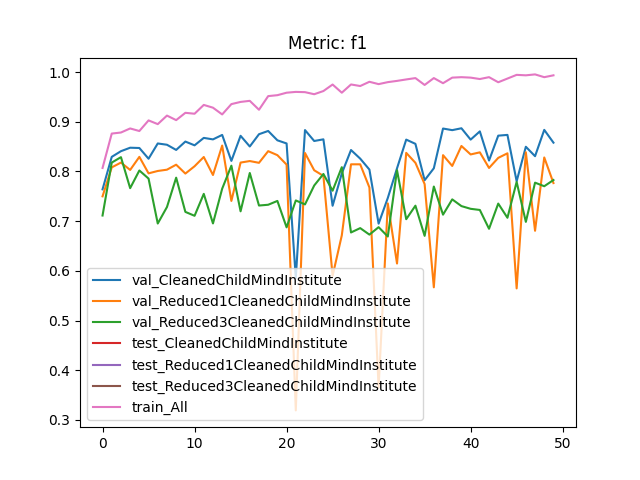 Metric: f1
1.0
0.9
0.8
0.7
0.6
0.5
0.4
0.3
val_CleanedChildMindInstitute
val_Reduced1CleanedChildMindInstitute
val_Reduced3CleanedChildMindInstitute
test_CleanedChildMindInstitute
test_Reduced1CleanedChildMindInstitute
test_Reduced3CleanedChildMindInstitute
train_All
0 10 20 30 40 50